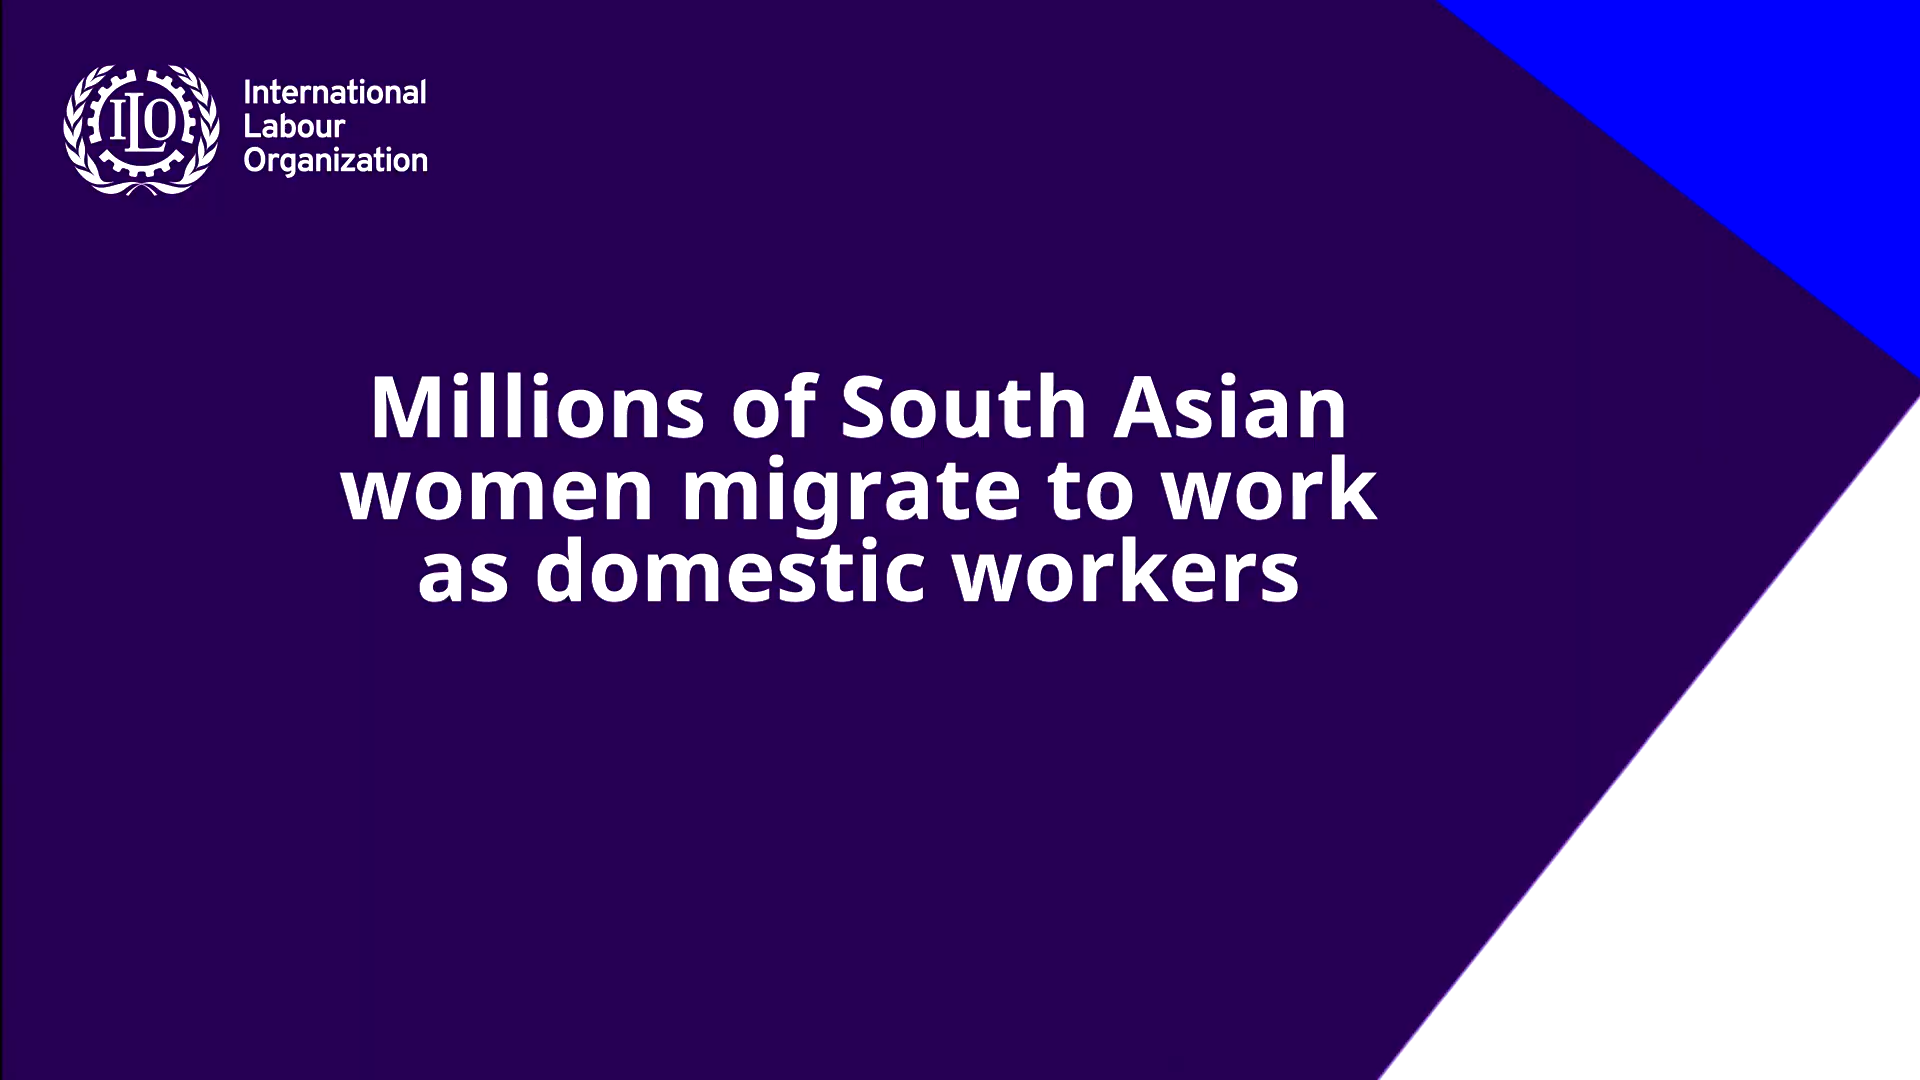 ILO
International
Labour
Organization
Millions of South Asian
women migrate to work
as domestic workers